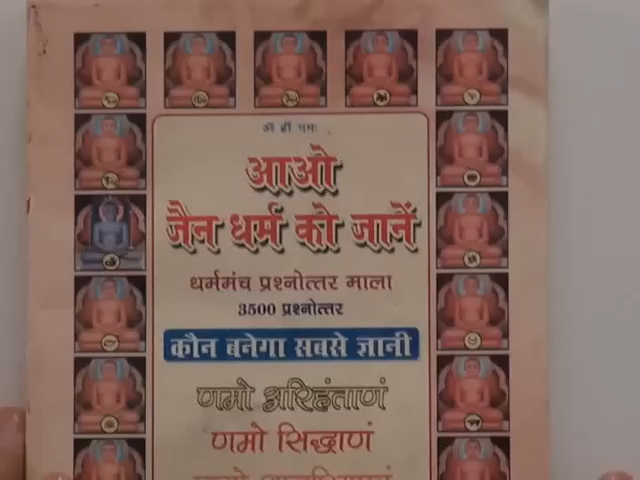 ॐ ह्रीं नमः
आओ
जैन धर्म को जानें
धर्ममंच प्रश्नोत्तर माला
3500 प्रश्नोत्तर
कौन बनेगा सबसे ज्ञानी
णमो अरिहंताणं
णमो सिद्धाणं